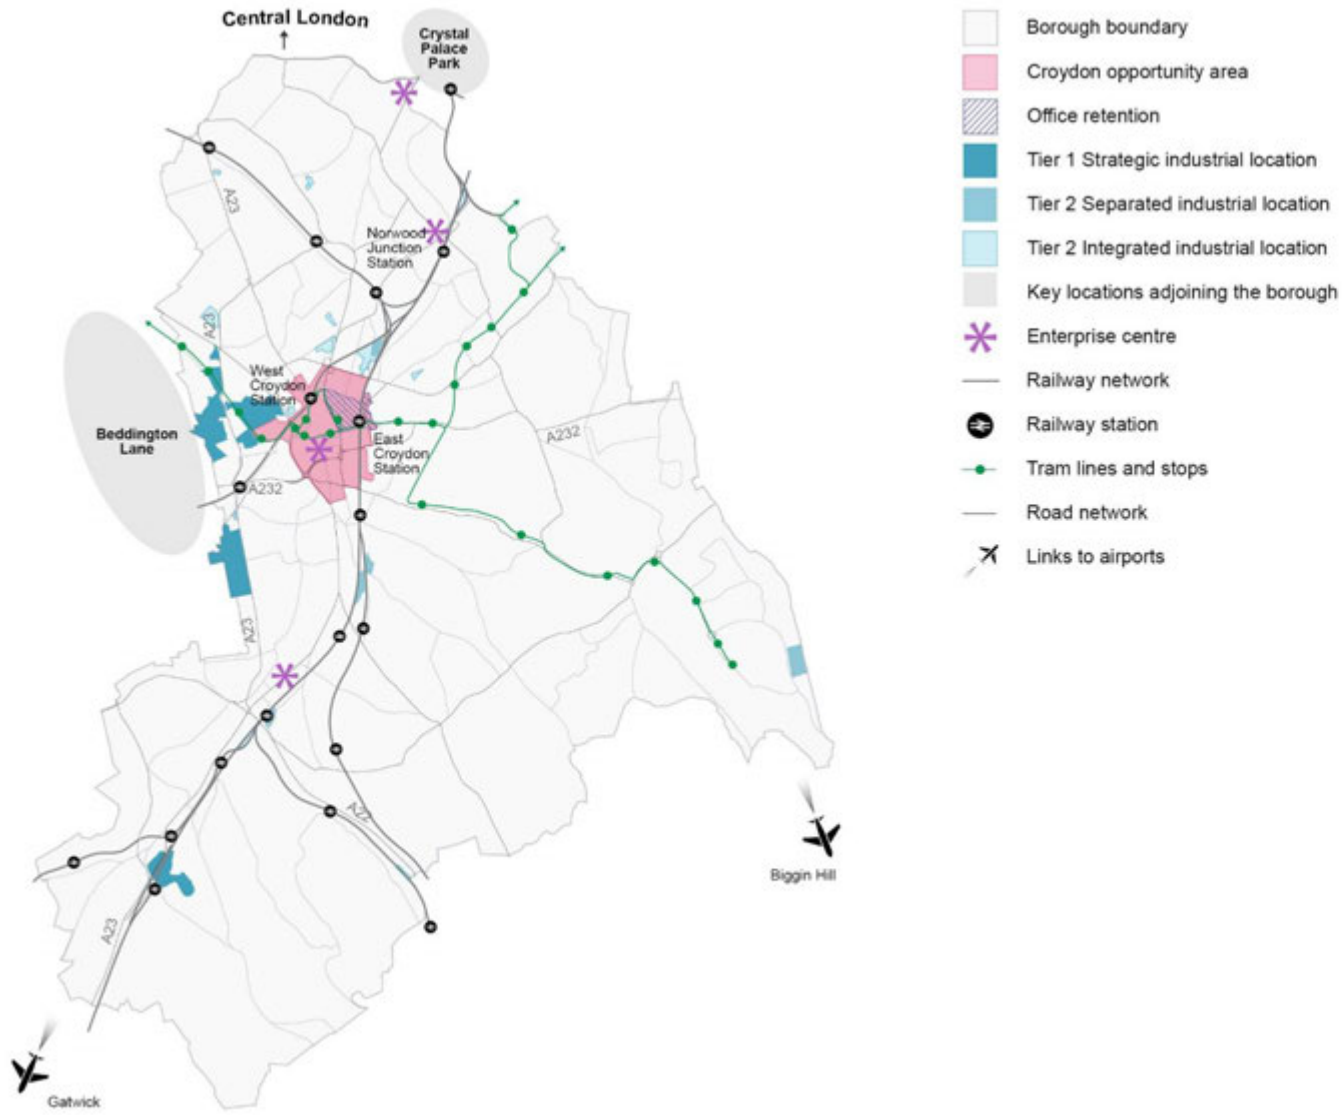 Central London
Crystal
Palace
Park
A23
Norwood
Junction
Station
A23
West
Croydon
Station
Beddington
Lane
East
Croydon
Station
A232
A232
A23
A22
A23
Biggin Hill
Gatwick
Borough boundary
Croydon opportunity area
Office retention
Tier 1 Strategic industrial location
Tier 2 Separated industrial location
Tier 2 Integrated industrial location
Key locations adjoining the borough
Enterprise centre
Railway network
Railway station
Tram lines and stops
Road network
Links to airports